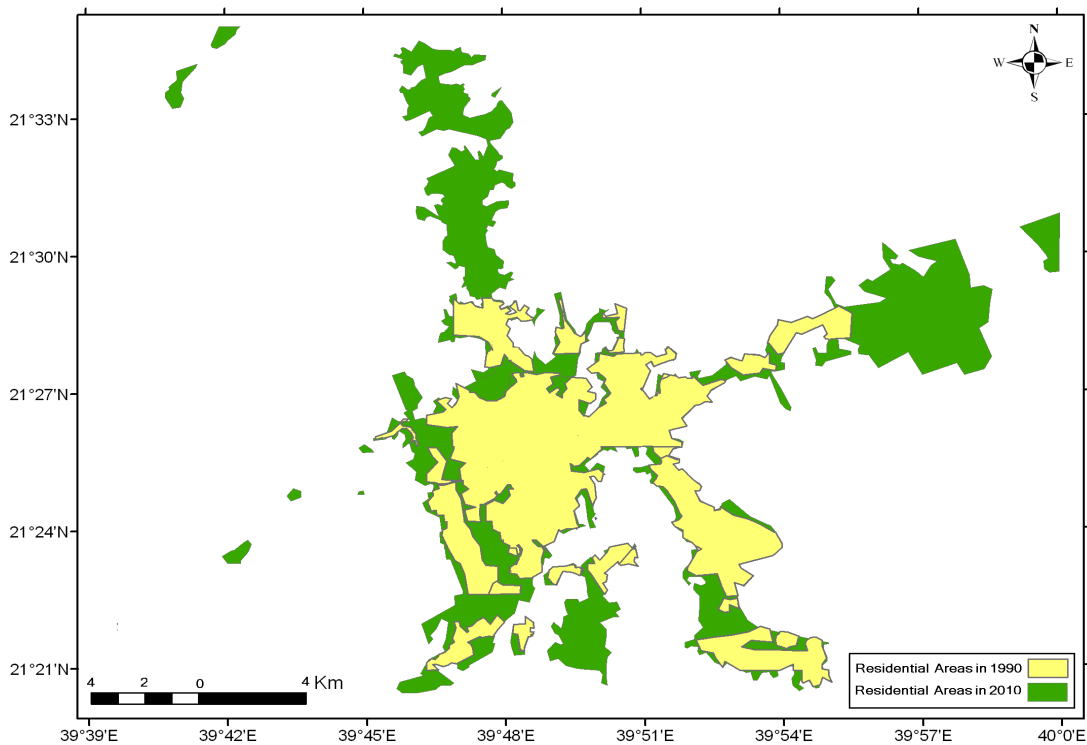 N
W E
S
21°33'N
21°30'N
21°27'N
21°24'N
21°21'N
4 2 0 4 Km
Residential Areas in 1990
Residential Areas in 2010
39°39'E 39°42'E 39°45'E 39°48'E 39°51'E 39°54'E 39°57'E 40°0'E